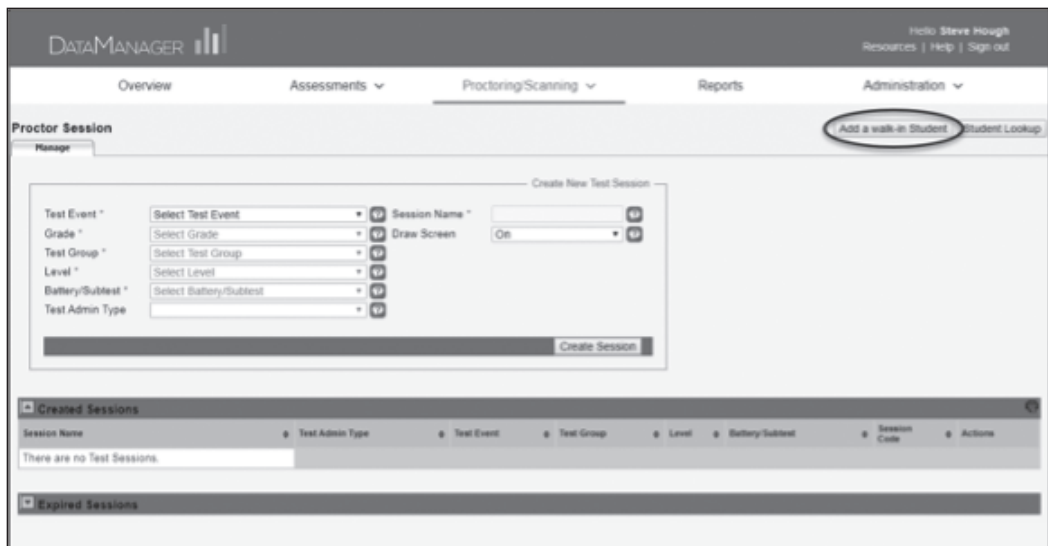 DATAMANAGER
Hello Steve Hough
Resources | Help | Sign out
Overview Assessments Proctoring/Scanning Reports Administration
Proctor Session
Add a walk-in Student Student Lookup
Manage
Create New Test Session
Test Event * Select Test Event Session Name *
Grade * Select Grade Draw Screen On
Test Group * Select Test Group
Level * Select Level
Battery/Subtest * Select Battery/Subtest
Test Admin Type
Create Session
Created Sessions
Session Name Test Admin Type Test Event Test Group Level Battery/Subtest Session Code Actions
There are no Test Sessions.
Expired Sessions